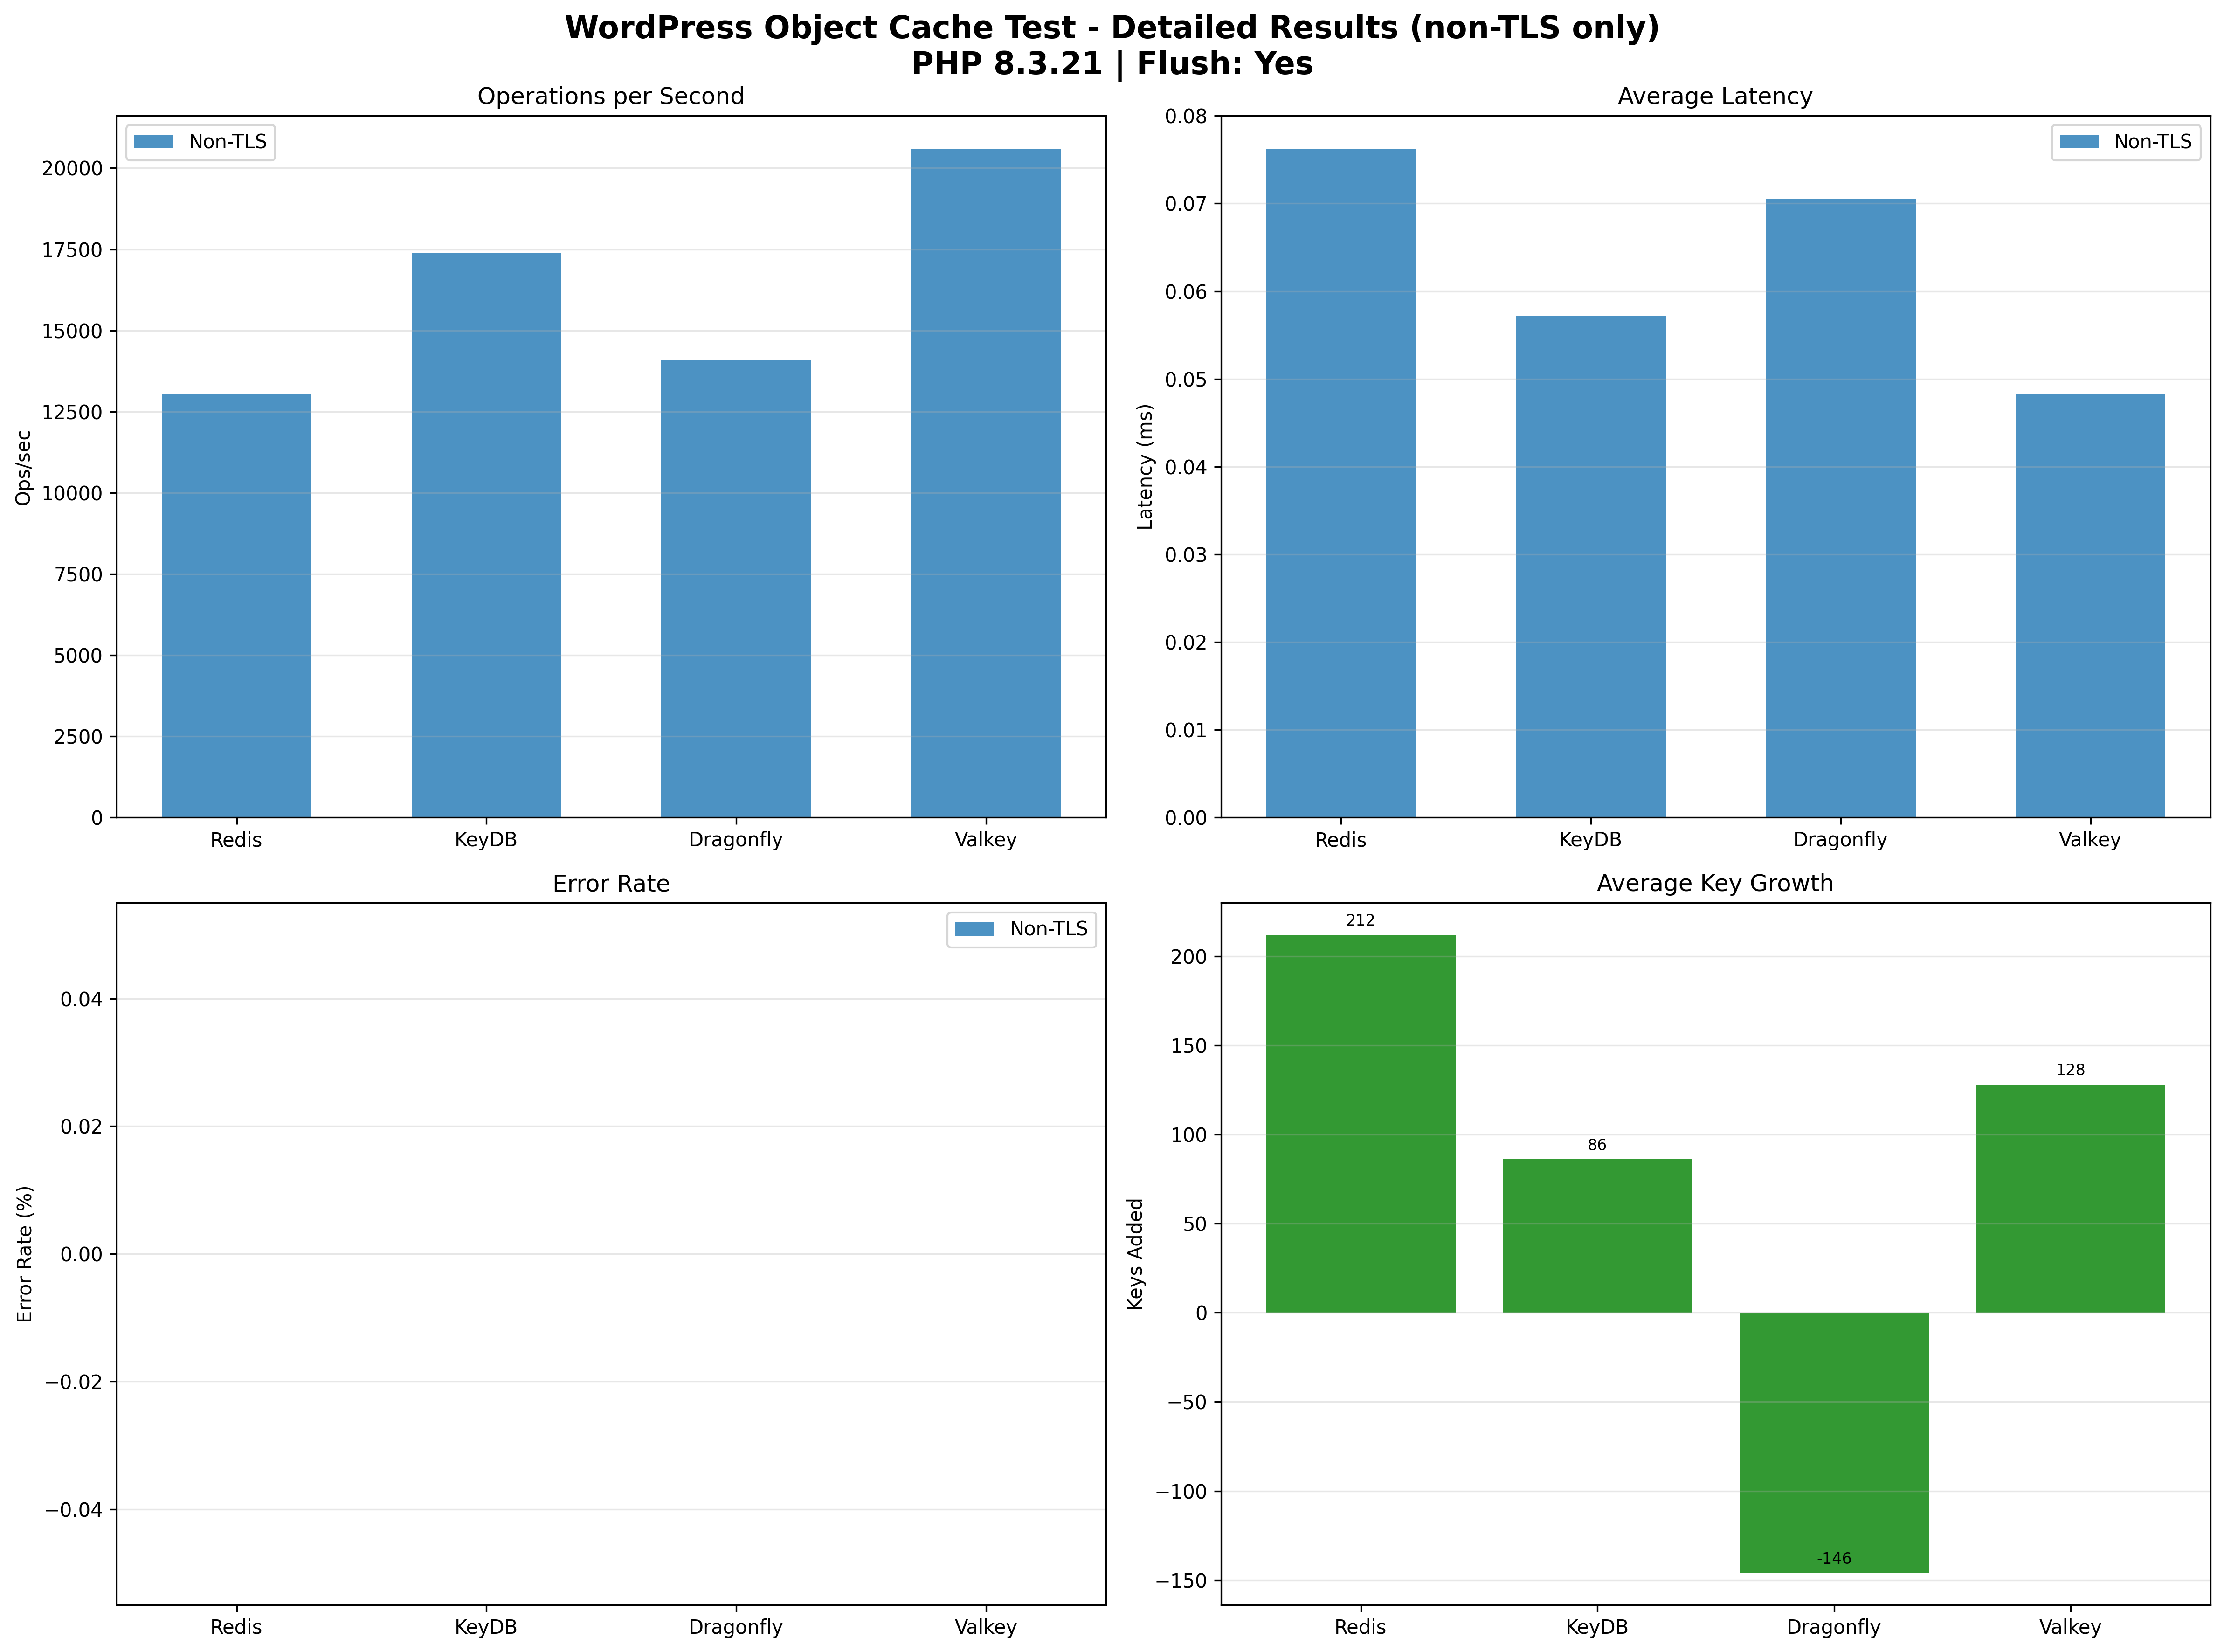 WordPress Object Cache Test - Detailed Results (non-TLS only)
PHP 8.3.21 | Flush: Yes
Operations per Second
Non-TLS
Ops/sec
20000
17500
15000
12500
10000
7500
5000
2500
0
Redis
KeyDB
Dragonfly
Valkey
Average Latency
Non-TLS
Latency (ms)
0.08
0.07
0.06
0.05
0.04
0.03
0.02
0.01
0.00
Redis
KeyDB
Dragonfly
Valkey
Error Rate
Non-TLS
Error Rate (%)
0.04
0.02
0.00
−0.02
−0.04
Redis
KeyDB
Dragonfly
Valkey
Average Key Growth
Keys Added
200
150
100
50
0
−50
−100
−150
212
86
-146
128
Redis
KeyDB
Dragonfly
Valkey